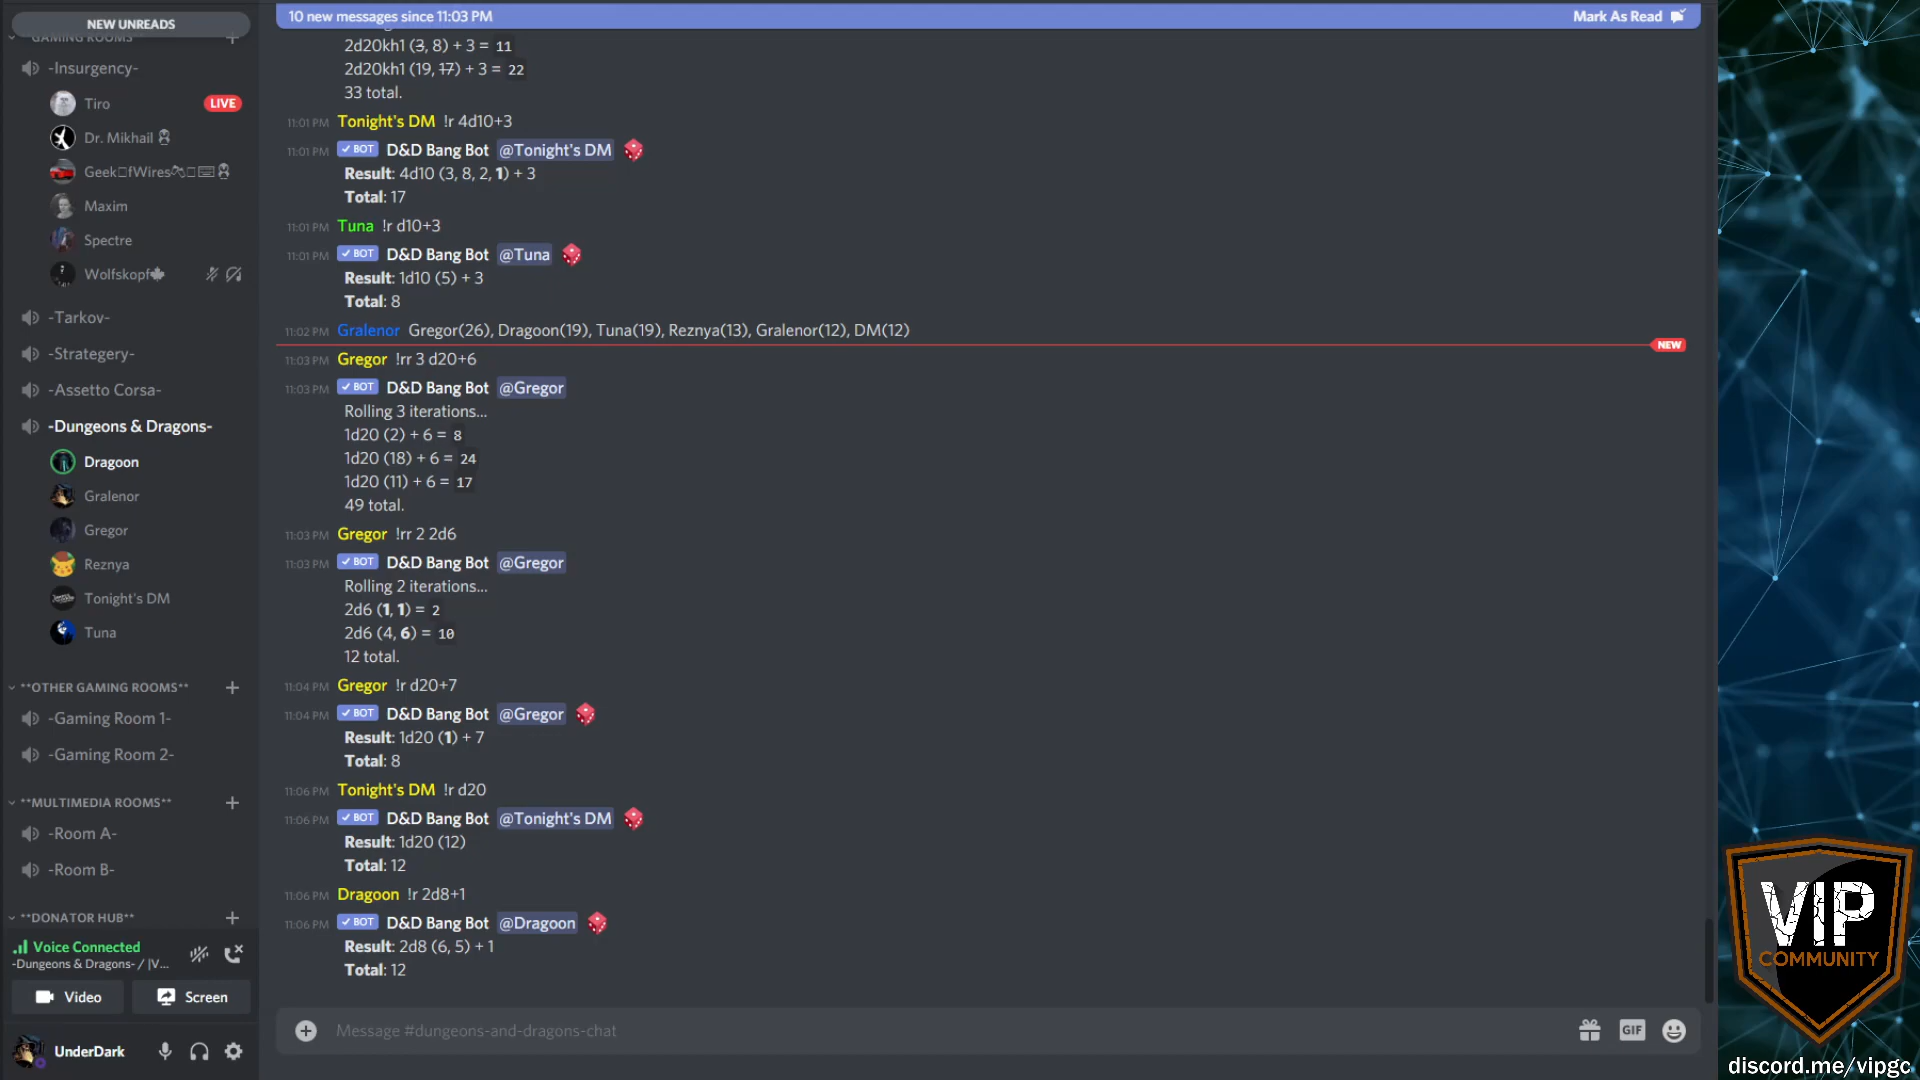 NEW UNREADS
GAMING ROOMS
-Insurgency-
Tiro
LIVE
Dr. Mikhail
Geek
fWires
Maxim
Spectre
Wolfskopf
-Tarkov-
-Strategery-
-Assetto Corsa-
-Dungeons & Dragons-
Dragoon
Gralenor
Gregor
Reznya
Tonight's DM
Tuna
**OTHER GAMING ROOMS**
-Gaming Room 1-
-Gaming Room 2-
**MULTIMEDIA ROOMS**
-Room A-
-Room B-
**DONATOR HUB**
Voice Connected
-Dungeons & Dragons- / |V...
Video
Screen
UnderDark
10 new messages since 11:03 PM
Mark As Read
2d20kh1 (3, 8) + 3 = 11
2d20kh1 (19, 17) + 3 = 22
33 total.
11:01 PM Tonight's DM !r 4d10+3
11:01 PM BOT D&D Bang Bot @Tonight's DM
Result: 4d10 (3, 8, 2, 1) + 3
Total: 17
11:01 PM Tuna !r d10+3
11:01 PM BOT D&D Bang Bot @Tuna
Result: 1d10 (5) + 3
Total: 8
11:02 PM Gralenor Gregor(26), Dragoon(19), Tuna(19), Reznya(13), Gralenor(12), DM(12)
NEW
11:03 PM Gregor !rr 3 d20+6
11:03 PM BOT D&D Bang Bot @Gregor
Rolling 3 iterations...
1d20 (2) + 6 = 8
1d20 (18) + 6 = 24
1d20 (11) + 6 = 17
49 total.
11:03 PM Gregor !rr 2 2d6
11:03 PM BOT D&D Bang Bot @Gregor
Rolling 2 iterations...
2d6 (1, 1) = 2
2d6 (4, 6) = 10
12 total.
11:04 PM Gregor !r d20+7
11:04 PM BOT D&D Bang Bot @Gregor
Result: 1d20 (1) + 7
Total: 8
11:06 PM Tonight's DM !r d20
11:06 PM BOT D&D Bang Bot @Tonight's DM
Result: 1d20 (12)
Total: 12
11:06 PM Dragoon !r 2d8+1
11:06 PM BOT D&D Bang Bot @Dragoon
Result: 2d8 (6, 5) + 1
Total: 12
Message #dungeons-and-dragons-chat
GIF
VIP
COMMUNITY
discord.me/vipgc